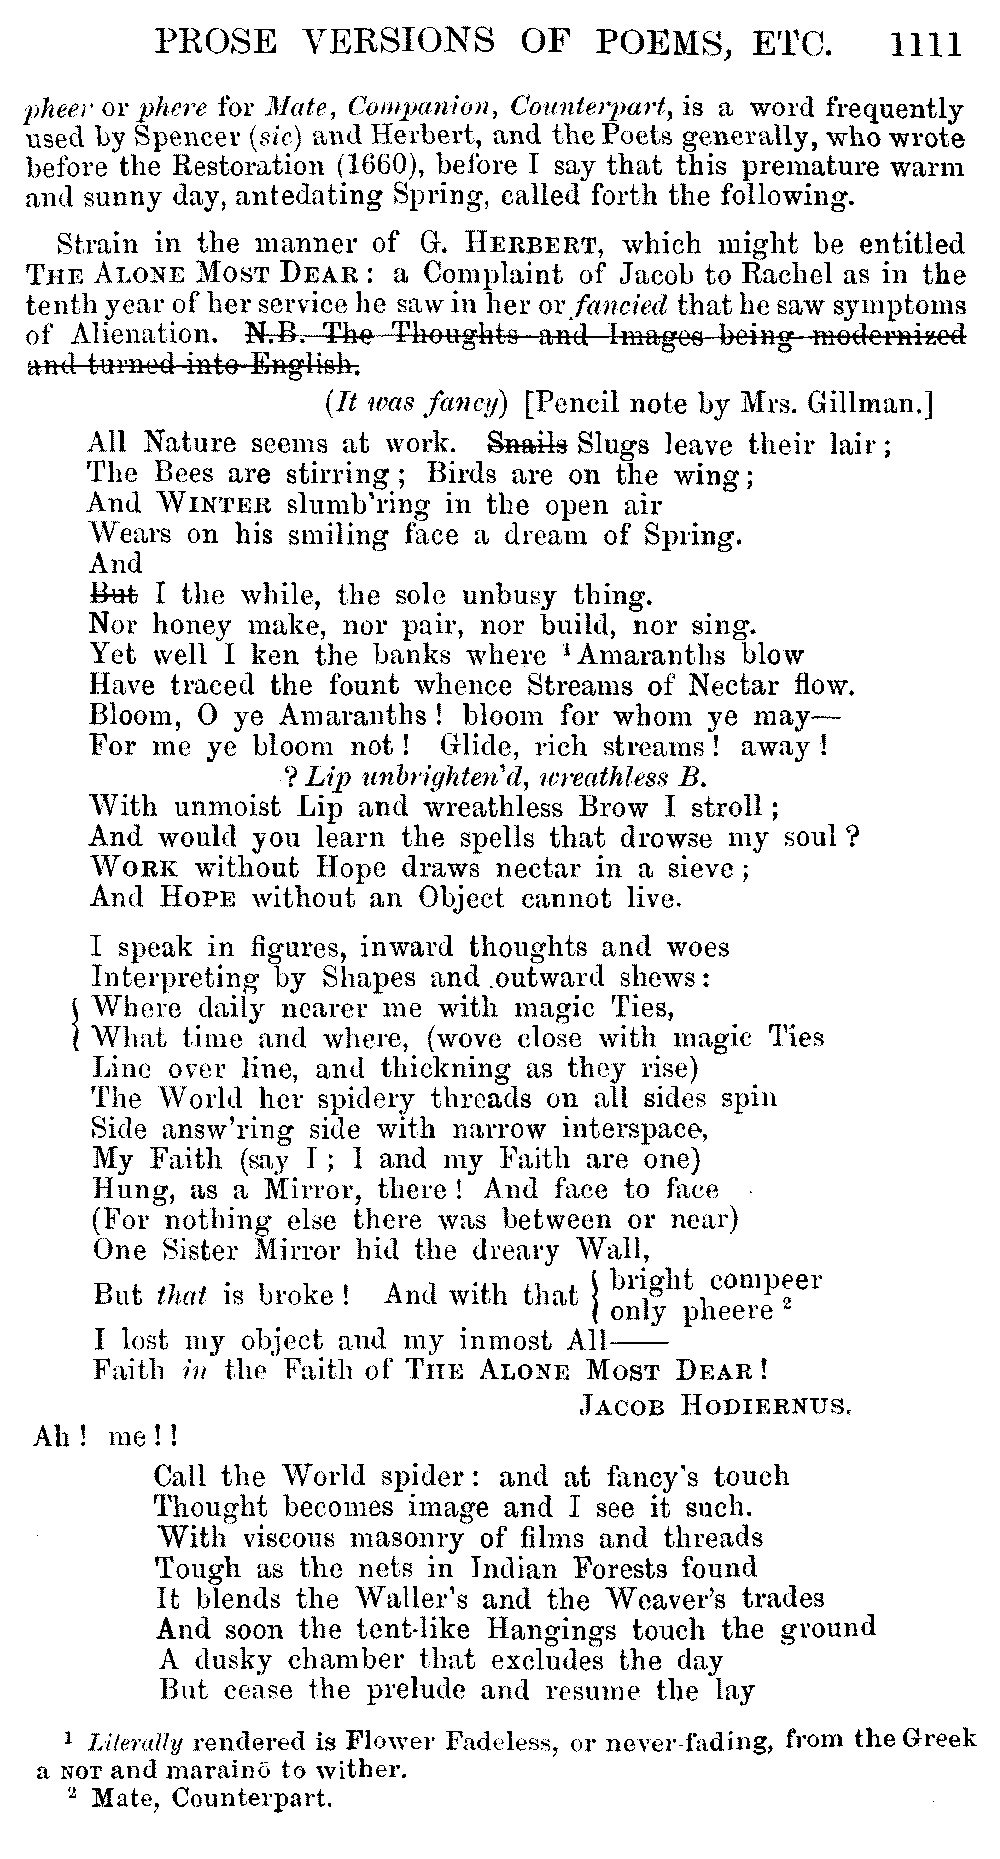 PROSE VERSIONS OF POEMS, ETC. 1111
pheer or phere for Mate, Companion, Counterpart, is a word frequently
used by Spencer (sic) and Herbert, and the Poets generally, who wrote
before the Restoration (1660), before I say that this premature warm
and sunny day, antedating Spring, called forth the following.
Strain in the manner of G. HERBERT, which might be entitled
THE ALONE MOST DEAR: a Complaint of Jacob to Rachel as in the
tenth year of her service he saw in her or fancied that he saw symptoms
of Alienation. N.B. The Thoughts and Images being modernized
and turned into English.
(It was fancy) [Pencil note by Mrs. Gillman.]
All Nature seems at work. Snails Slugs leave their lair;
The Bees are stirring; Birds are on the wing;
And WINTER slumb'ring in the open air
Wears on his smiling face a dream of Spring.
And
But I the while, the sole unbusy thing.
Nor honey make, nor pair, nor build, nor sing.
Yet well I ken the banks where ¹ Amaranths blow
Have traced the fount whence Streams of Nectar flow.
Bloom, O ye Amaranths! bloom for whom ye may—
For me ye bloom not! Glide, rich streams! away!
? Lip unbrighten'd, wreathless B.
With unmoist Lip and wreathless Brow I stroll;
And would you learn the spells that drowse my soul?
WORK without Hope draws nectar in a sieve;
And HOPE without an Object cannot live.
I speak in figures, inward thoughts and woes
Interpreting by Shapes and outward shews:
{ Where daily nearer me with magic Ties,
{ What time and where, (wove close with magic Ties
Line over line, and thickning as they rise)
The World her spidery threads on all sides spin
Side answ'ring side with narrow interspace,
My Faith (say I; I and my Faith are one)
Hung, as a Mirror, there! And face to face
(For nothing else there was between or near)
One Sister Mirror hid the dreary Wall,
But that is broke! And with that { bright compeer
only pheere ²
I lost my object and my inmost All——
Faith in the Faith of THE ALONE MOST DEAR!
JACOB HODIERNUS.
Ah! me!!
Call the World spider: and at fancy's touch
Thought becomes image and I see it such.
With viscous masonry of films and threads
Tough as the nets in Indian Forests found
It blends the Waller's and the Weaver's trades
And soon the tent-like Hangings touch the ground
A dusky chamber that excludes the day
But cease the prelude and resume the lay
¹ Literally rendered is Flower Fadeless, or never-fading, from the Greek
a NOT and marainō to wither.
² Mate, Counterpart.